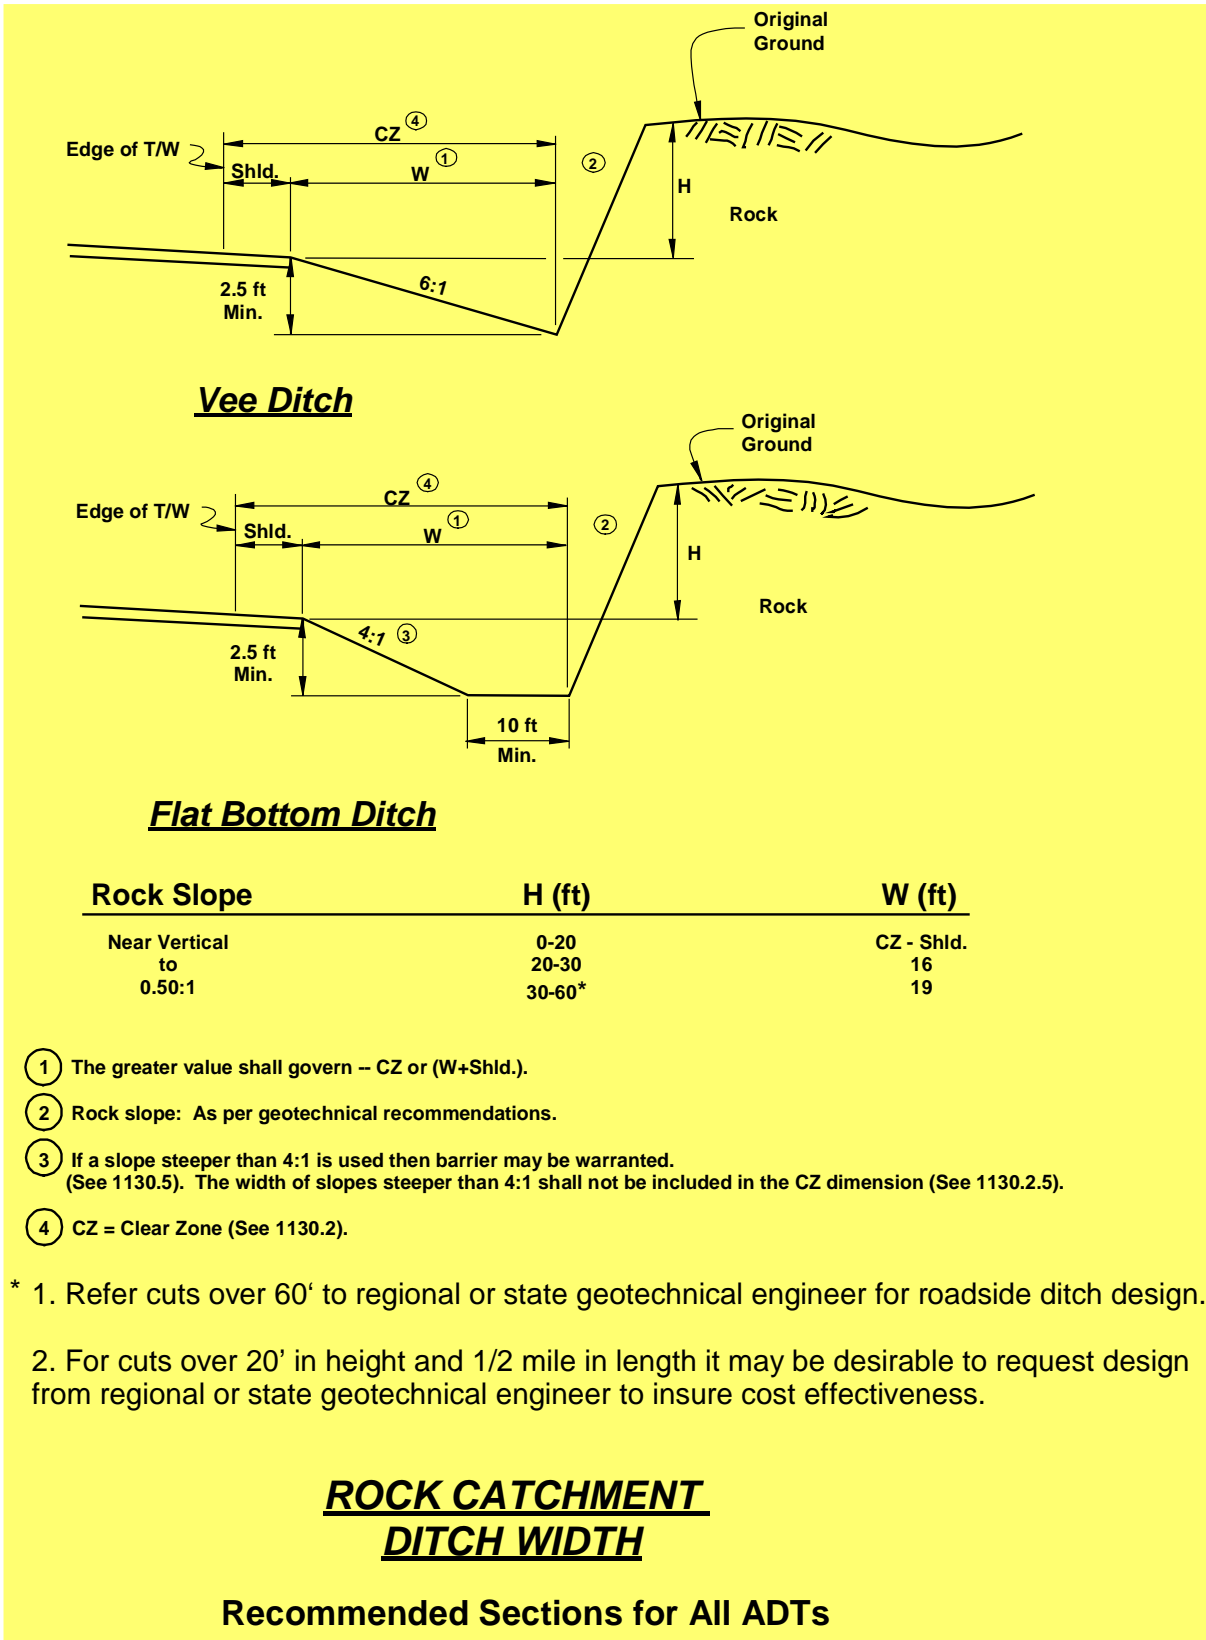 Original
Ground
CZ 4
Edge of T/W
Shld.
W 1
2
H
Rock
6:1
2.5 ft
Min.
Vee Ditch
Original
Ground
CZ 4
Edge of T/W
Shld.
W 1
2
H
Rock
4:1 3
2.5 ft
Min.
10 ft
Min.
Flat Bottom Ditch
Rock Slope H (ft) W (ft)
Near Vertical 0-20 CZ - Shld.
to 20-30 16
0.50:1 30-60* 19
1 The greater value shall govern -- CZ or (W+Shld.).
2 Rock slope: As per geotechnical recommendations.
3 If a slope steeper than 4:1 is used then barrier may be warranted.
(See 1130.5). The width of slopes steeper than 4:1 shall not be included in the CZ dimension (See 1130.2.5).
4 CZ = Clear Zone (See 1130.2).
* 1. Refer cuts over 60‘ to regional or state geotechnical engineer for roadside ditch design.
2. For cuts over 20’ in height and 1/2 mile in length it may be desirable to request design
from regional or state geotechnical engineer to insure cost effectiveness.
ROCK CATCHMENT
DITCH WIDTH
Recommended Sections for All ADTs